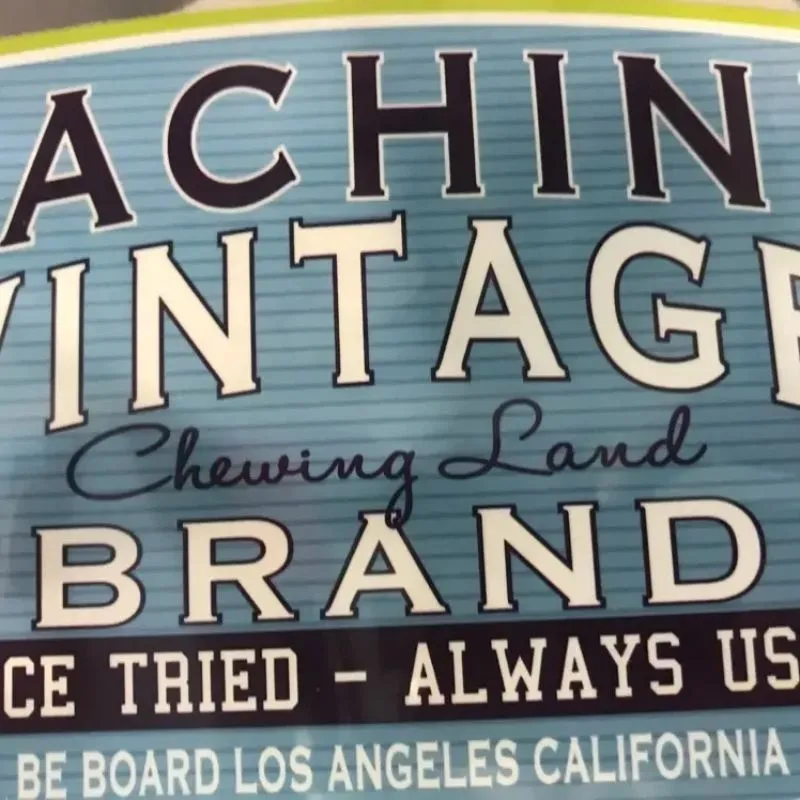 ACHIN
VINTAGE
Chewing Land
BRAND
CE TRIED - ALWAYS US
BE BOARD LOS ANGELES CALIFORNIA